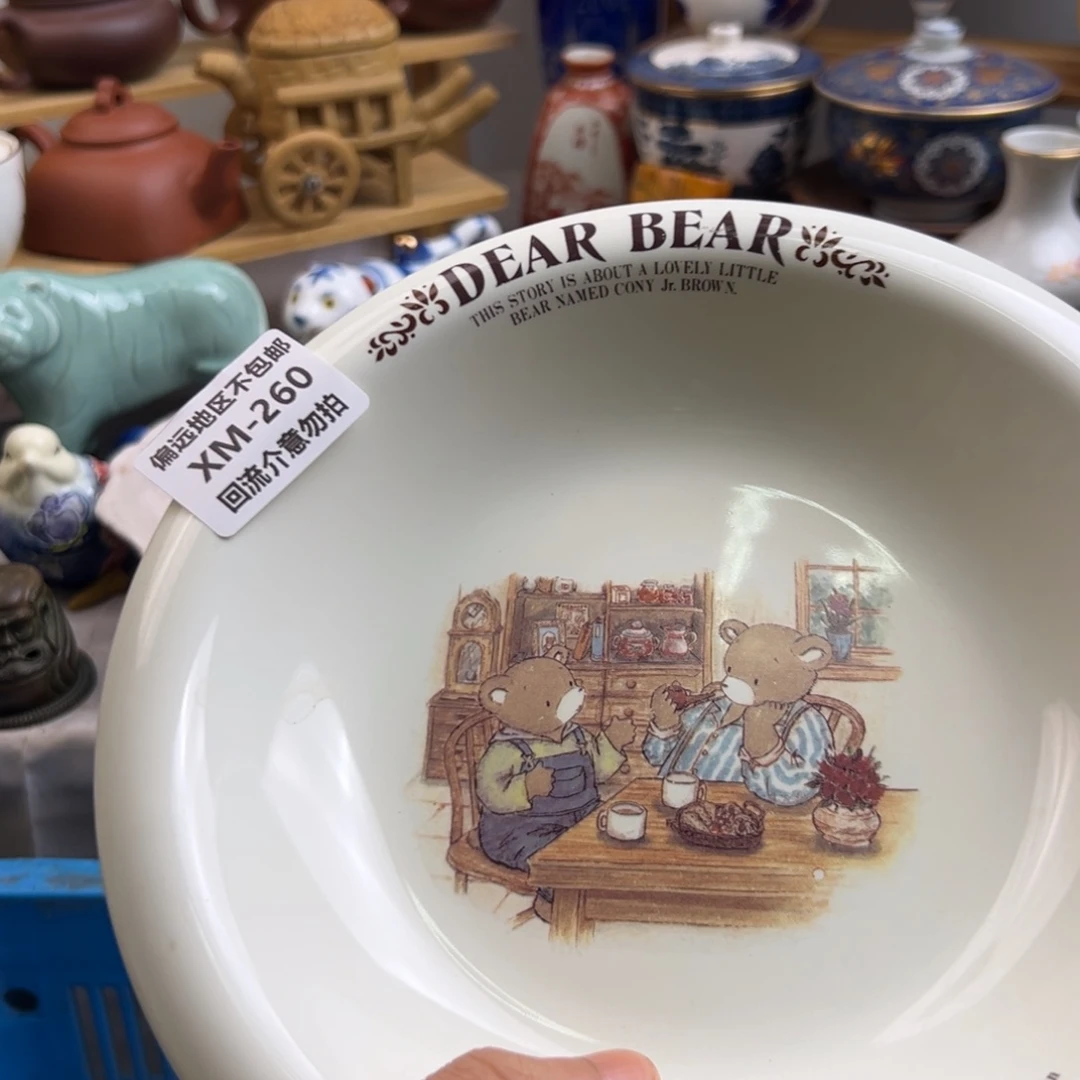 DEAR BEAR
THIS STORY IS ABOUT A LOVELY LITTLE
BEAR NAMED CONY Jr. BROWN.
偏远地区不包邮
XM-260
回流介意勿拍